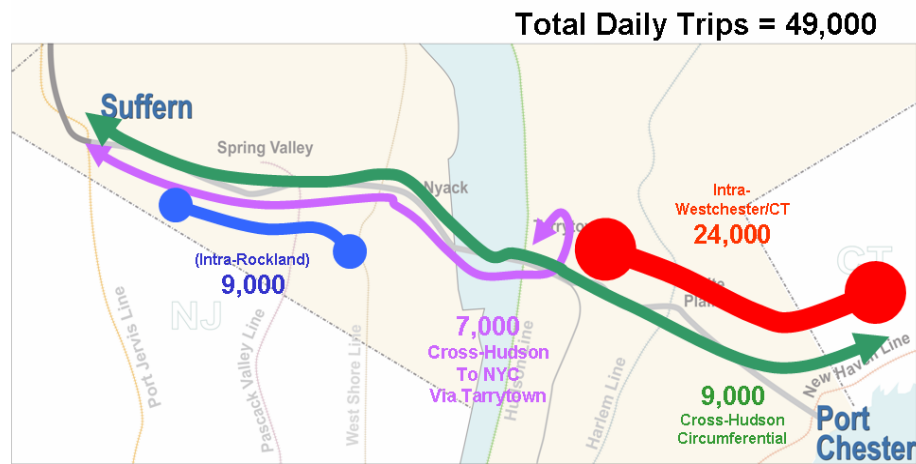 Total Daily Trips = 49,000
Suffern
Spring Valley
Nyack
Intra-
Westchester/CT
24,000
(Intra-Rockland)
9,000
CT
NJ
Port Jervis Line
Pascack Valley Line
West Shore Line
7,000
Cross-Hudson
To NYC
Via Tarrytown
Hudson Line
Harlem Line
New Haven Line
9,000
Cross-Hudson
Circumferential
Port
Chester